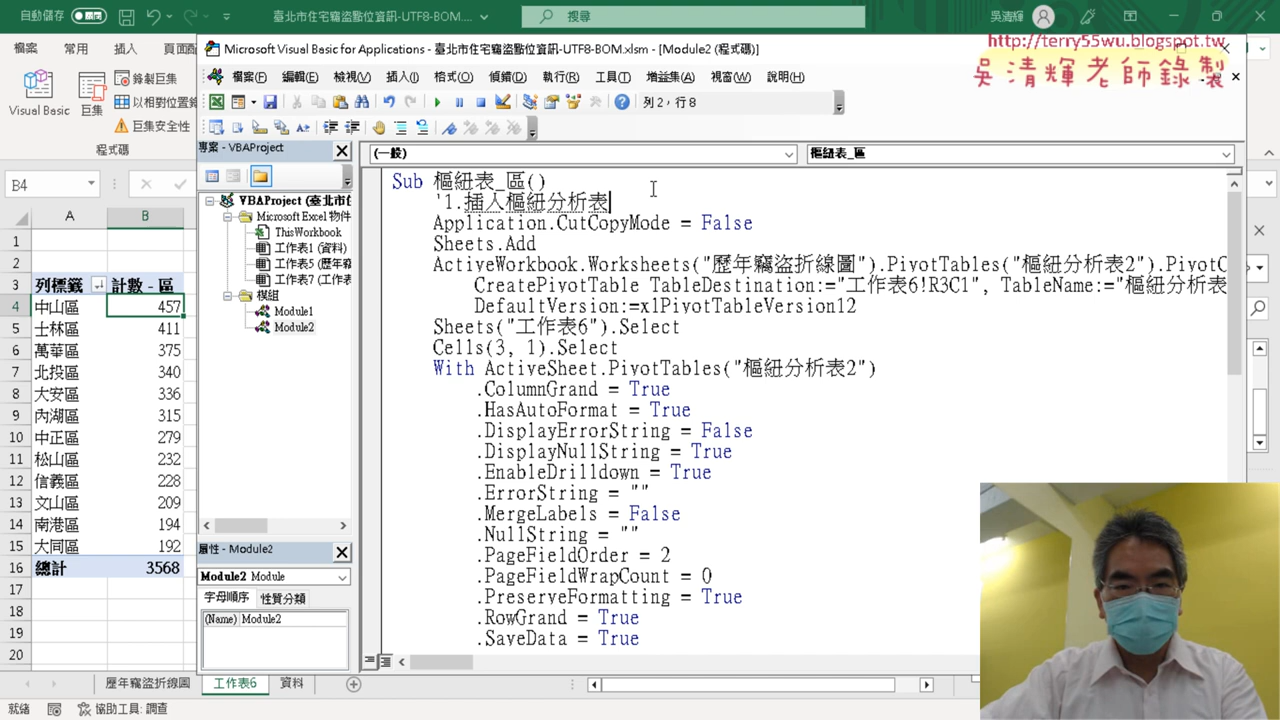 自動儲存
臺北市住宅竊盜點位資訊-UTF8-BOM....
搜尋
吳清輝
http://terry55wu.blogspot.tw
吳清輝老師錄製
檔案
常用
插入
頁面配
Visual Basic
巨集
錄製巨集
以相對位置錄
巨集安全性
程式碼
Microsoft Visual Basic for Applications - 臺北市住宅竊盜點位資訊-UTF8-BOM.xlsm - [Module2 (程式碼)]
檔案(F) 編輯(E) 檢視(V) 插入(I) 格式(O) 偵錯(D) 執行(R) 工具(T) 增益集(A) 視窗(W) 說明(H)
列 2，行 8
專案 - VBAProject
VBAProject (臺北市住
Microsoft Excel 物件
ThisWorkbook
工作表1 (資料)
工作表5 (歷年竊
工作表7 (工作表
模組
Module1
Module2
屬性 - Module2
Module2 Module
字母順序 性質分類
(Name) Module2
(一般)
樞紐表_區
Sub 樞紐表_區()
'1.插入樞紐分析表
Application.CutCopyMode = False
Sheets.Add
ActiveWorkbook.Worksheets("歷年竊盜折線圖").PivotTables("樞紐分析表2").PivotC
CreatePivotTable TableDestination:="工作表6!R3C1", TableName:="樞紐分析表
DefaultVersion:=xlPivotTableVersion12
Sheets("工作表6").Select
Cells(3, 1).Select
With ActiveSheet.PivotTables("樞紐分析表2")
.ColumnGrand = True
.HasAutoFormat = True
.DisplayErrorString = False
.DisplayNullString = True
.EnableDrilldown = True
.ErrorString = ""
.MergeLabels = False
.NullString = ""
.PageFieldOrder = 2
.PageFieldWrapCount = 0
.PreserveFormatting = True
.RowGrand = True
.SaveData = True
B4
A B
1
2
3 列標籤 計數 - 區
4 中山區 457
5 士林區 411
6 萬華區 375
7 北投區 340
8 大安區 336
9 內湖區 315
10 中正區 279
11 松山區 232
12 信義區 228
13 文山區 209
14 南港區 194
15 大同區 192
16 總計 3568
17
18
19
20
歷年竊盜折線圖 工作表6 資料
就緒
協助工具: 調查